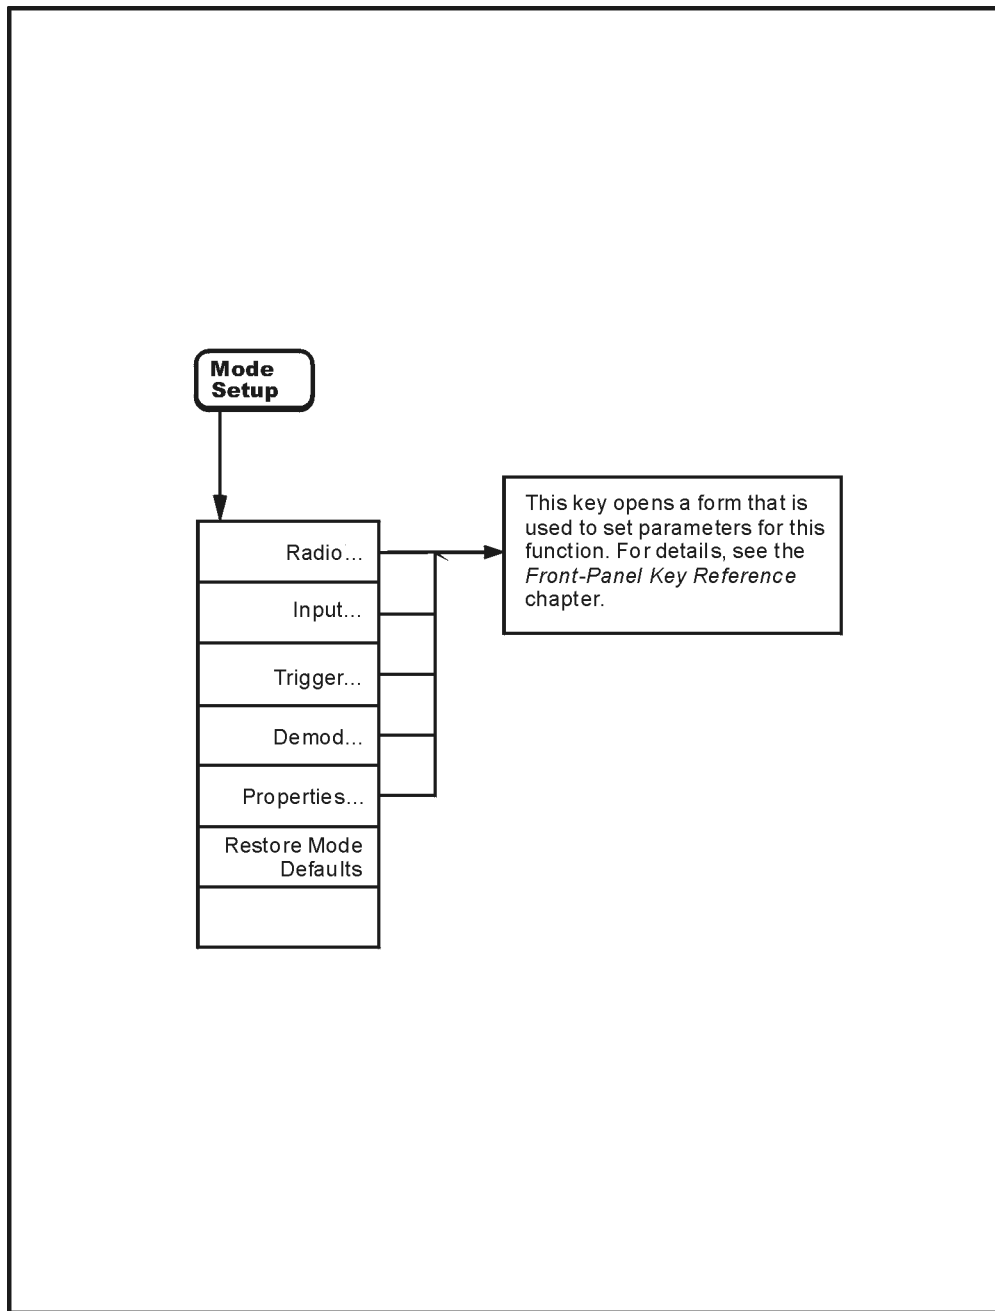 Mode
Setup
Radio...
Input...
Trigger...
Demod...
Properties...
Restore Mode
Defaults
This key opens a form that is
used to set parameters for this
function. For details, see the
Front-Panel Key Reference
chapter.